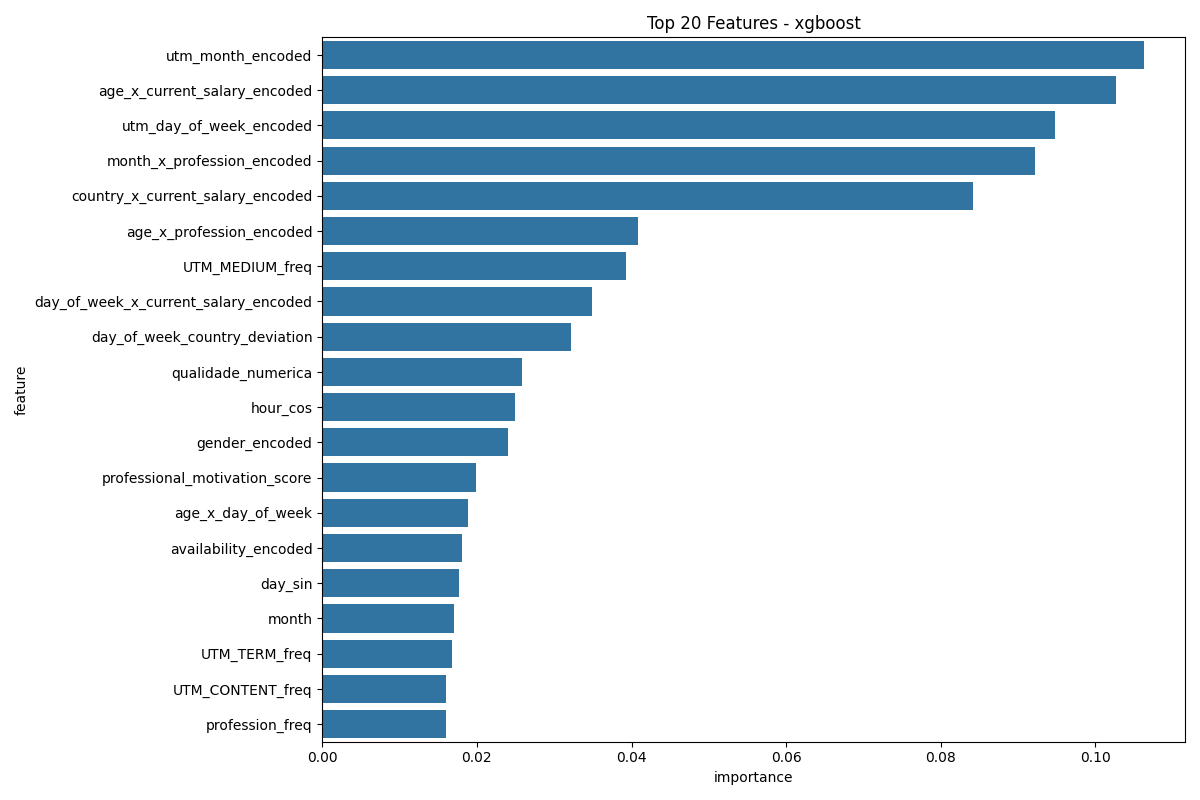 Top 20 Features - xgboost
feature
utm_month_encoded
age_x_current_salary_encoded
utm_day_of_week_encoded
month_x_profession_encoded
country_x_current_salary_encoded
age_x_profession_encoded
UTM_MEDIUM_freq
day_of_week_x_current_salary_encoded
day_of_week_country_deviation
qualidade_numerica
hour_cos
gender_encoded
professional_motivation_score
age_x_day_of_week
availability_encoded
day_sin
month
UTM_TERM_freq
UTM_CONTENT_freq
profession_freq
0.00 0.02 0.04 0.06 0.08 0.10
importance